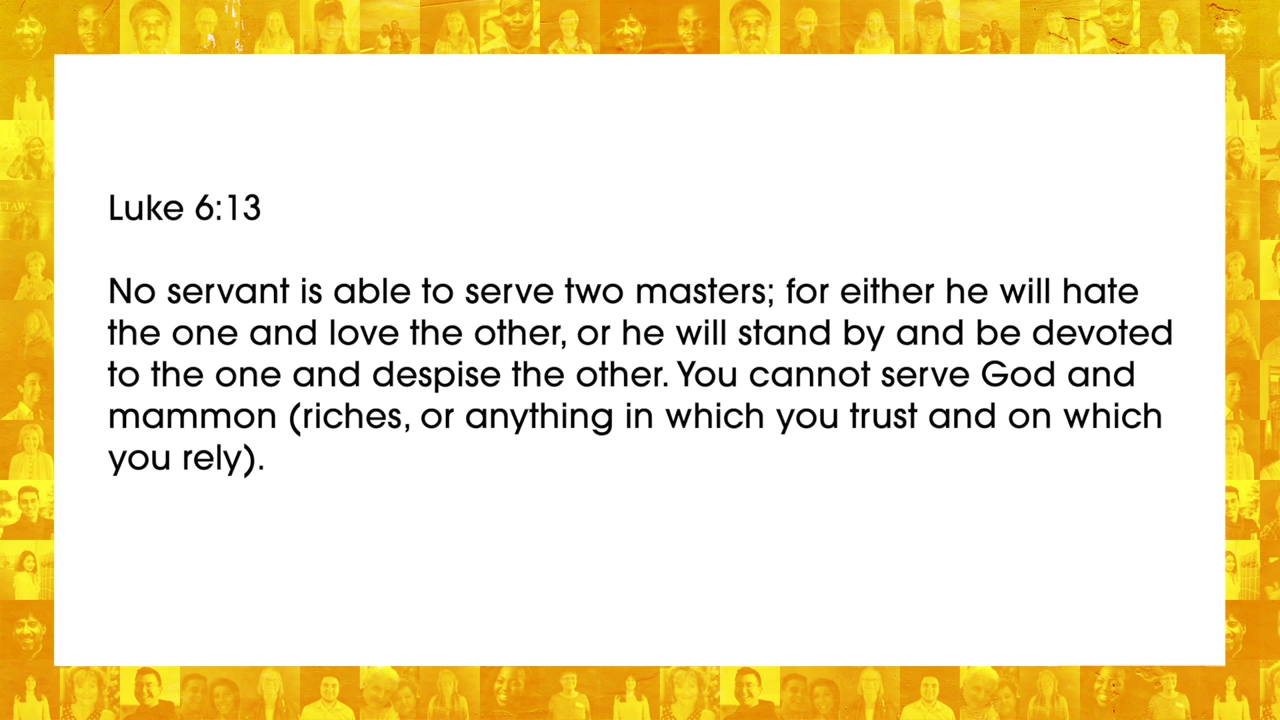 Luke 6:13
No servant is able to serve two masters; for either he will hate
the one and love the other, or he will stand by and be devoted
to the one and despise the other. You cannot serve God and
mammon (riches, or anything in which you trust and on which
you rely).